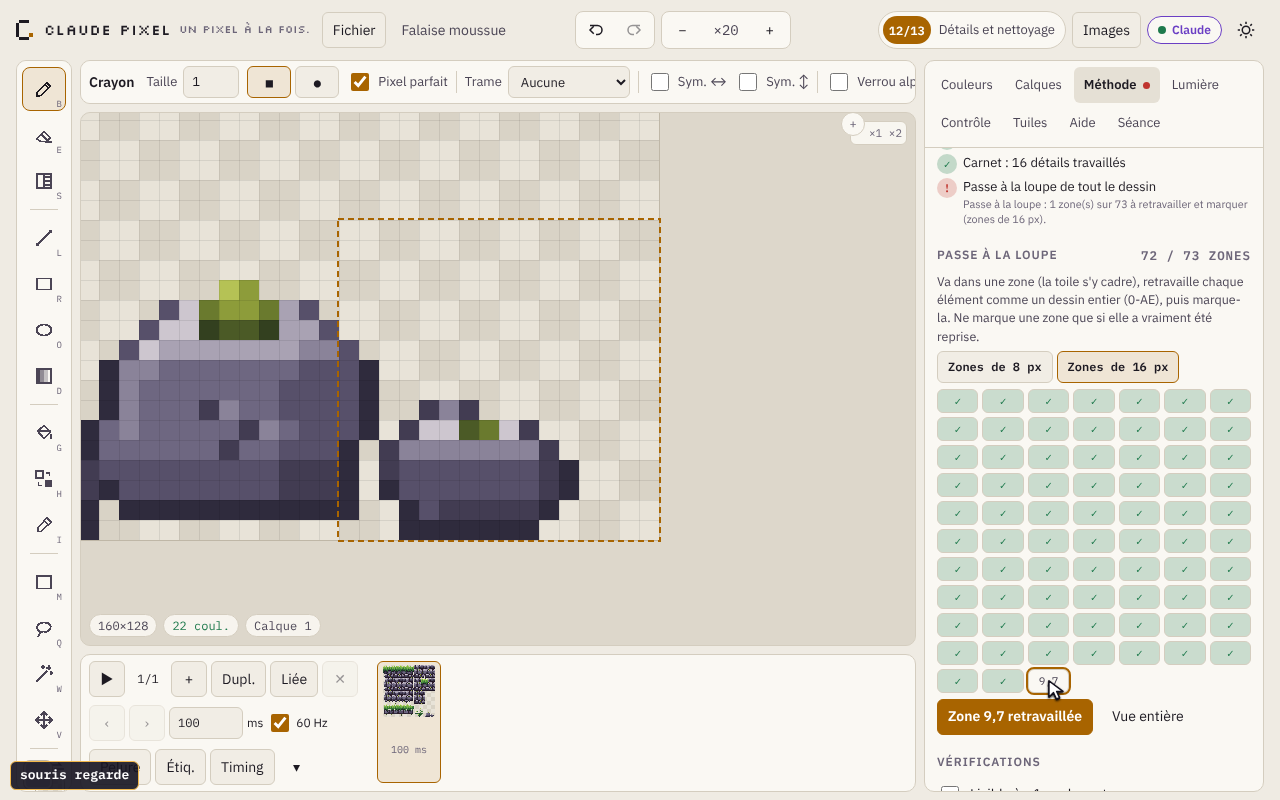 CLAUDE PIXEL UN PIXEL À LA FOIS. Fichier Falaise moussue − ×20 + 12/13 Détails et nettoyage Images Claude
Crayon Taille 1 Pixel parfait Trame Aucune Sym. ↔ Sym. ↕ Verrou alp
B
E
S
L
R
O
D
G
H
I
M
Q
W
V
+ ×1 ×2
160×128 22 coul. Calque 1
1/1 + Dupl. Liée ✕
‹ › 100 ms 60 Hz
Étiq. Timing ▼
100 ms
souris regarde
Couleurs Calques Méthode Lumière
Contrôle Tuiles Aide Séance
✓ Carnet : 16 détails travaillés
! Passe à la loupe de tout le dessin
Passe à la loupe : 1 zone(s) sur 73 à retravailler et marquer
(zones de 16 px).
PASSE À LA LOUPE 72 / 73 ZONES
Va dans une zone (la toile s'y cadre), retravaille chaque
élément comme un dessin entier (0-AE), puis marque-
la. Ne marque une zone que si elle a vraiment été
reprise.
Zones de 8 px Zones de 16 px
✓ ✓ ✓ ✓ ✓ ✓ ✓
✓ ✓ ✓ ✓ ✓ ✓ ✓
✓ ✓ ✓ ✓ ✓ ✓ ✓
✓ ✓ ✓ ✓ ✓ ✓ ✓
✓ ✓ ✓ ✓ ✓ ✓ ✓
✓ ✓ ✓ ✓ ✓ ✓ ✓
✓ ✓ ✓ ✓ ✓ ✓ ✓
✓ ✓ ✓ ✓ ✓ ✓ ✓
✓ ✓ ✓ ✓ ✓ ✓ ✓
✓ ✓ ✓ ✓ ✓ ✓ ✓
✓ ✓ 9,7
Zone 9,7 retravaillée Vue entière
VÉRIFICATIONS